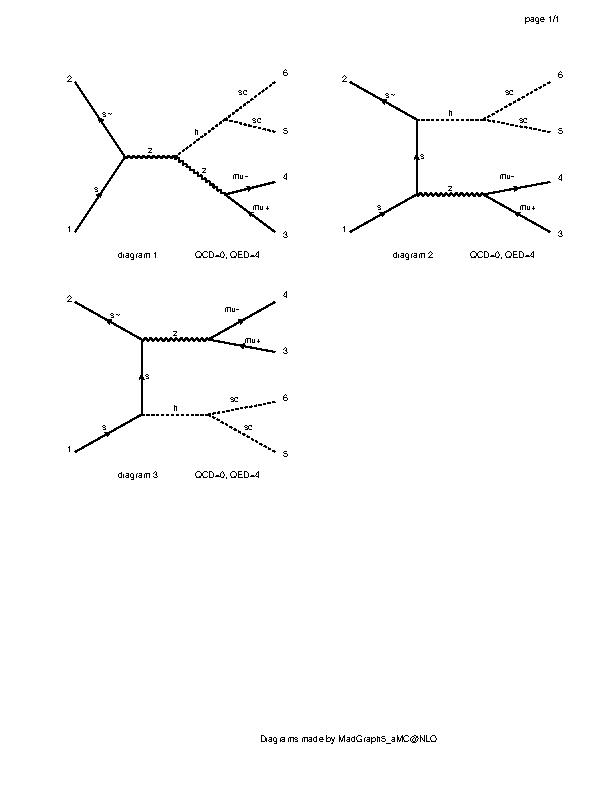 page 1/1
2
6
sc
s~
h
sc
5
z
z
mu-
4
s
mu+
1
3
diagram 1 QCD=0, QED=4
2
6
sc
s~
h
sc
5
s
mu-
4
z
s
mu+
1
3
diagram 2 QCD=0, QED=4
2
4
mu-
s~
z
mu+
3
s
6
sc
h
s
sc
1
5
diagram 3 QCD=0, QED=4
Diagrams made by MadGraph5_aMC@NLO